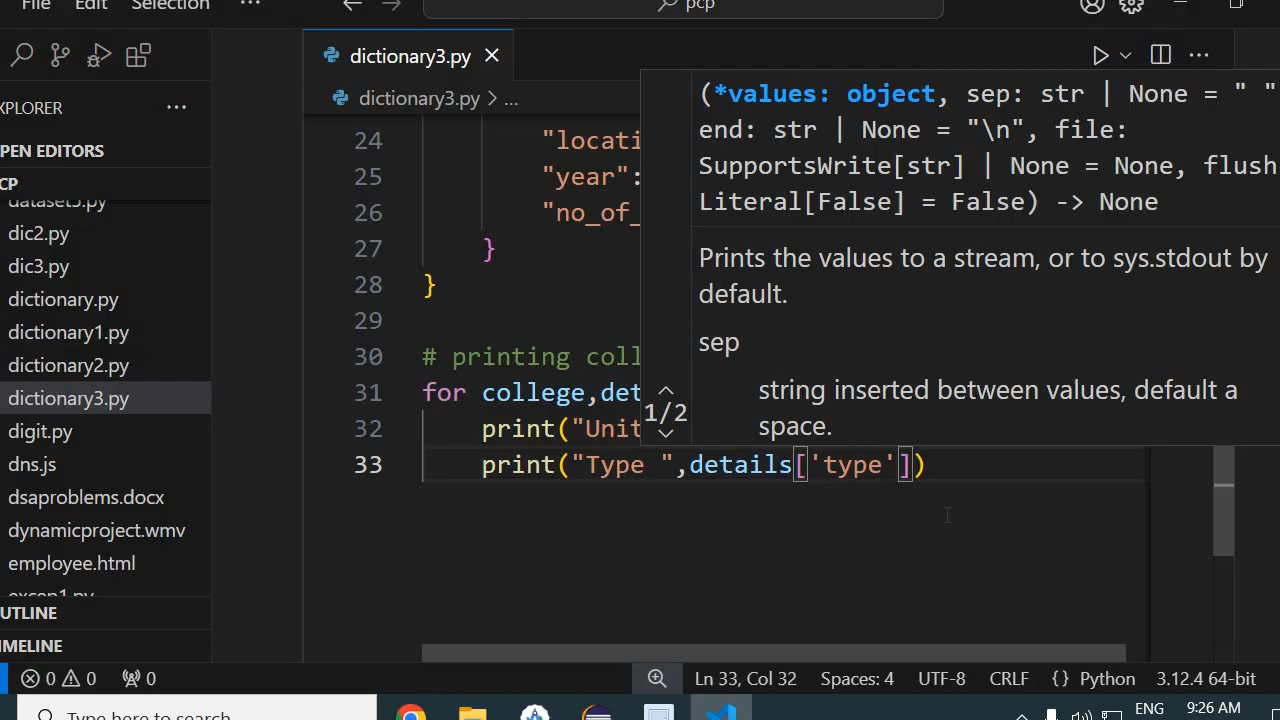 File Edit Selection ···
pcp
EXPLORER ···
OPEN EDITORS
PCP
dataset3.py
dic2.py
dic3.py
dictionary.py
dictionary1.py
dictionary2.py
dictionary3.py
digit.py
dns.js
dsaproblems.docx
dynamicproject.wmv
employee.html
excep1.py
OUTLINE
TIMELINE
dictionary3.py
dictionary3.py > ...
24 "locati
25 "year":
26 "no_of_
27 }
28 }
29
30 # printing coll
31 for college,det
32 print("Unit
33 print("Type ",details['type'])
(*values: object, sep: str | None = " "
end: str | None = "\n", file:
SupportsWrite[str] | None = None, flush
Literal[False] = False) -> None
Prints the values to a stream, or to sys.stdout by
default.
sep
string inserted between values, default a
space.
1/2
0 0 0
Ln 33, Col 32 Spaces: 4 UTF-8 CRLF {} Python 3.12.4 64-bit
Type here to search
ENG 9:26 AM